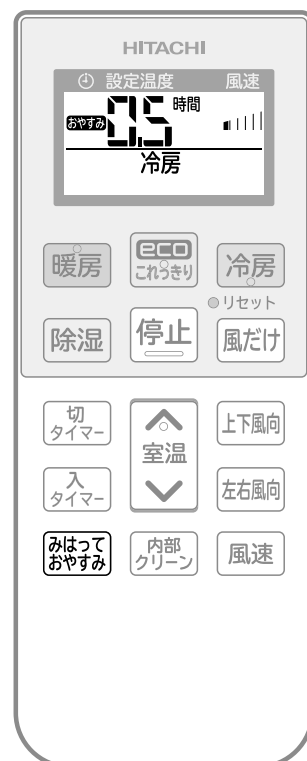 HITACHI
設定温度 風速
おやすみ 0.5 時間
冷房
暖房 eco これっきり 冷房
リセット
除湿 停止 風だけ
切タイマー 室温 上下風向
入タイマー 左右風向
みはっておやすみ 内部クリーン 風速